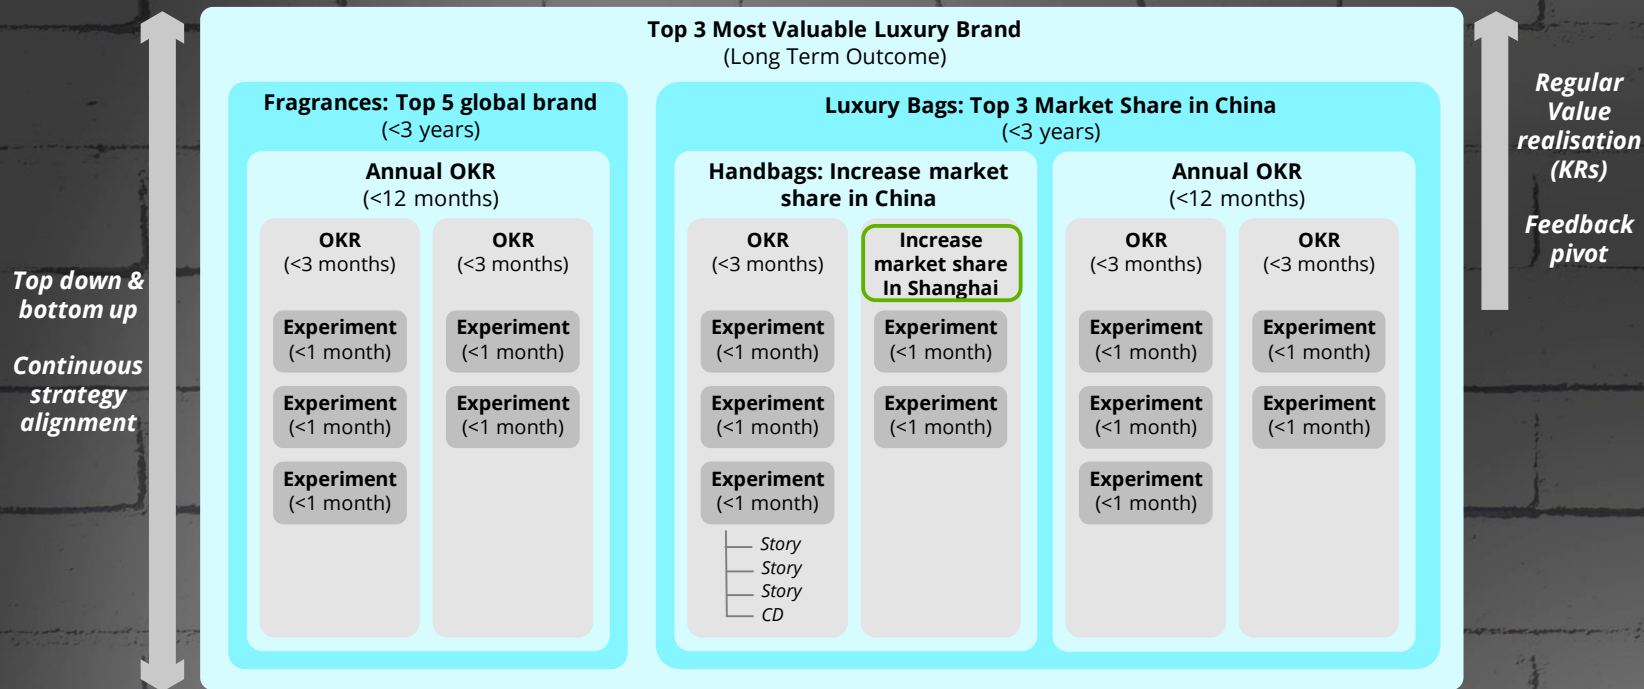 Top 3 Most Valuable Luxury Brand
(Long Term Outcome)
Top down &
bottom up
Continuous
strategy
alignment
Fragrances: Top 5 global brand
(<3 years)
Annual OKR
(<12 months)
OKR
(<3 months)
Experiment
(<1 month)
Experiment
(<1 month)
Experiment
(<1 month)
OKR
(<3 months)
Experiment
(<1 month)
Experiment
(<1 month)
Luxury Bags: Top 3 Market Share in China
(<3 years)
Handbags: Increase market
share in China
OKR
(<3 months)
Experiment
(<1 month)
Experiment
(<1 month)
Experiment
(<1 month)
Story
Story
Story
CD
Increase
market share
In Shanghai
Experiment
(<1 month)
Experiment
(<1 month)
Annual OKR
(<12 months)
OKR
(<3 months)
Experiment
(<1 month)
Experiment
(<1 month)
Experiment
(<1 month)
OKR
(<3 months)
Experiment
(<1 month)
Experiment
(<1 month)
Regular
Value
realisation
(KRs)
Feedback
pivot